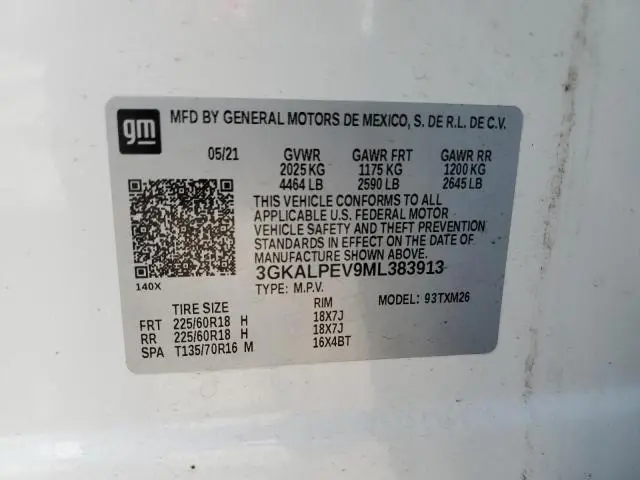 gm
MFD BY GENERAL MOTORS DE MEXICO, S. DE R.L. DE C.V.
05/21 GVWR GAWR FRT GAWR RR
2025 KG 1175 KG 1200 KG
4464 LB 2590 LB 2645 LB
THIS VEHICLE CONFORMS TO ALL
APPLICABLE U.S. FEDERAL MOTOR
VEHICLE SAFETY AND THEFT PREVENTION
STANDARDS IN EFFECT ON THE DATE OF
MANUFACTURE SHOWN ABOVE.
3GKALPEV9ML383913
140X TYPE: M.P.V.
TIRE SIZE RIM MODEL: 93TXM26
FRT 225/60R18 H 18X7J
RR 225/60R18 H 18X7J
SPA T135/70R16 M 16X4BT